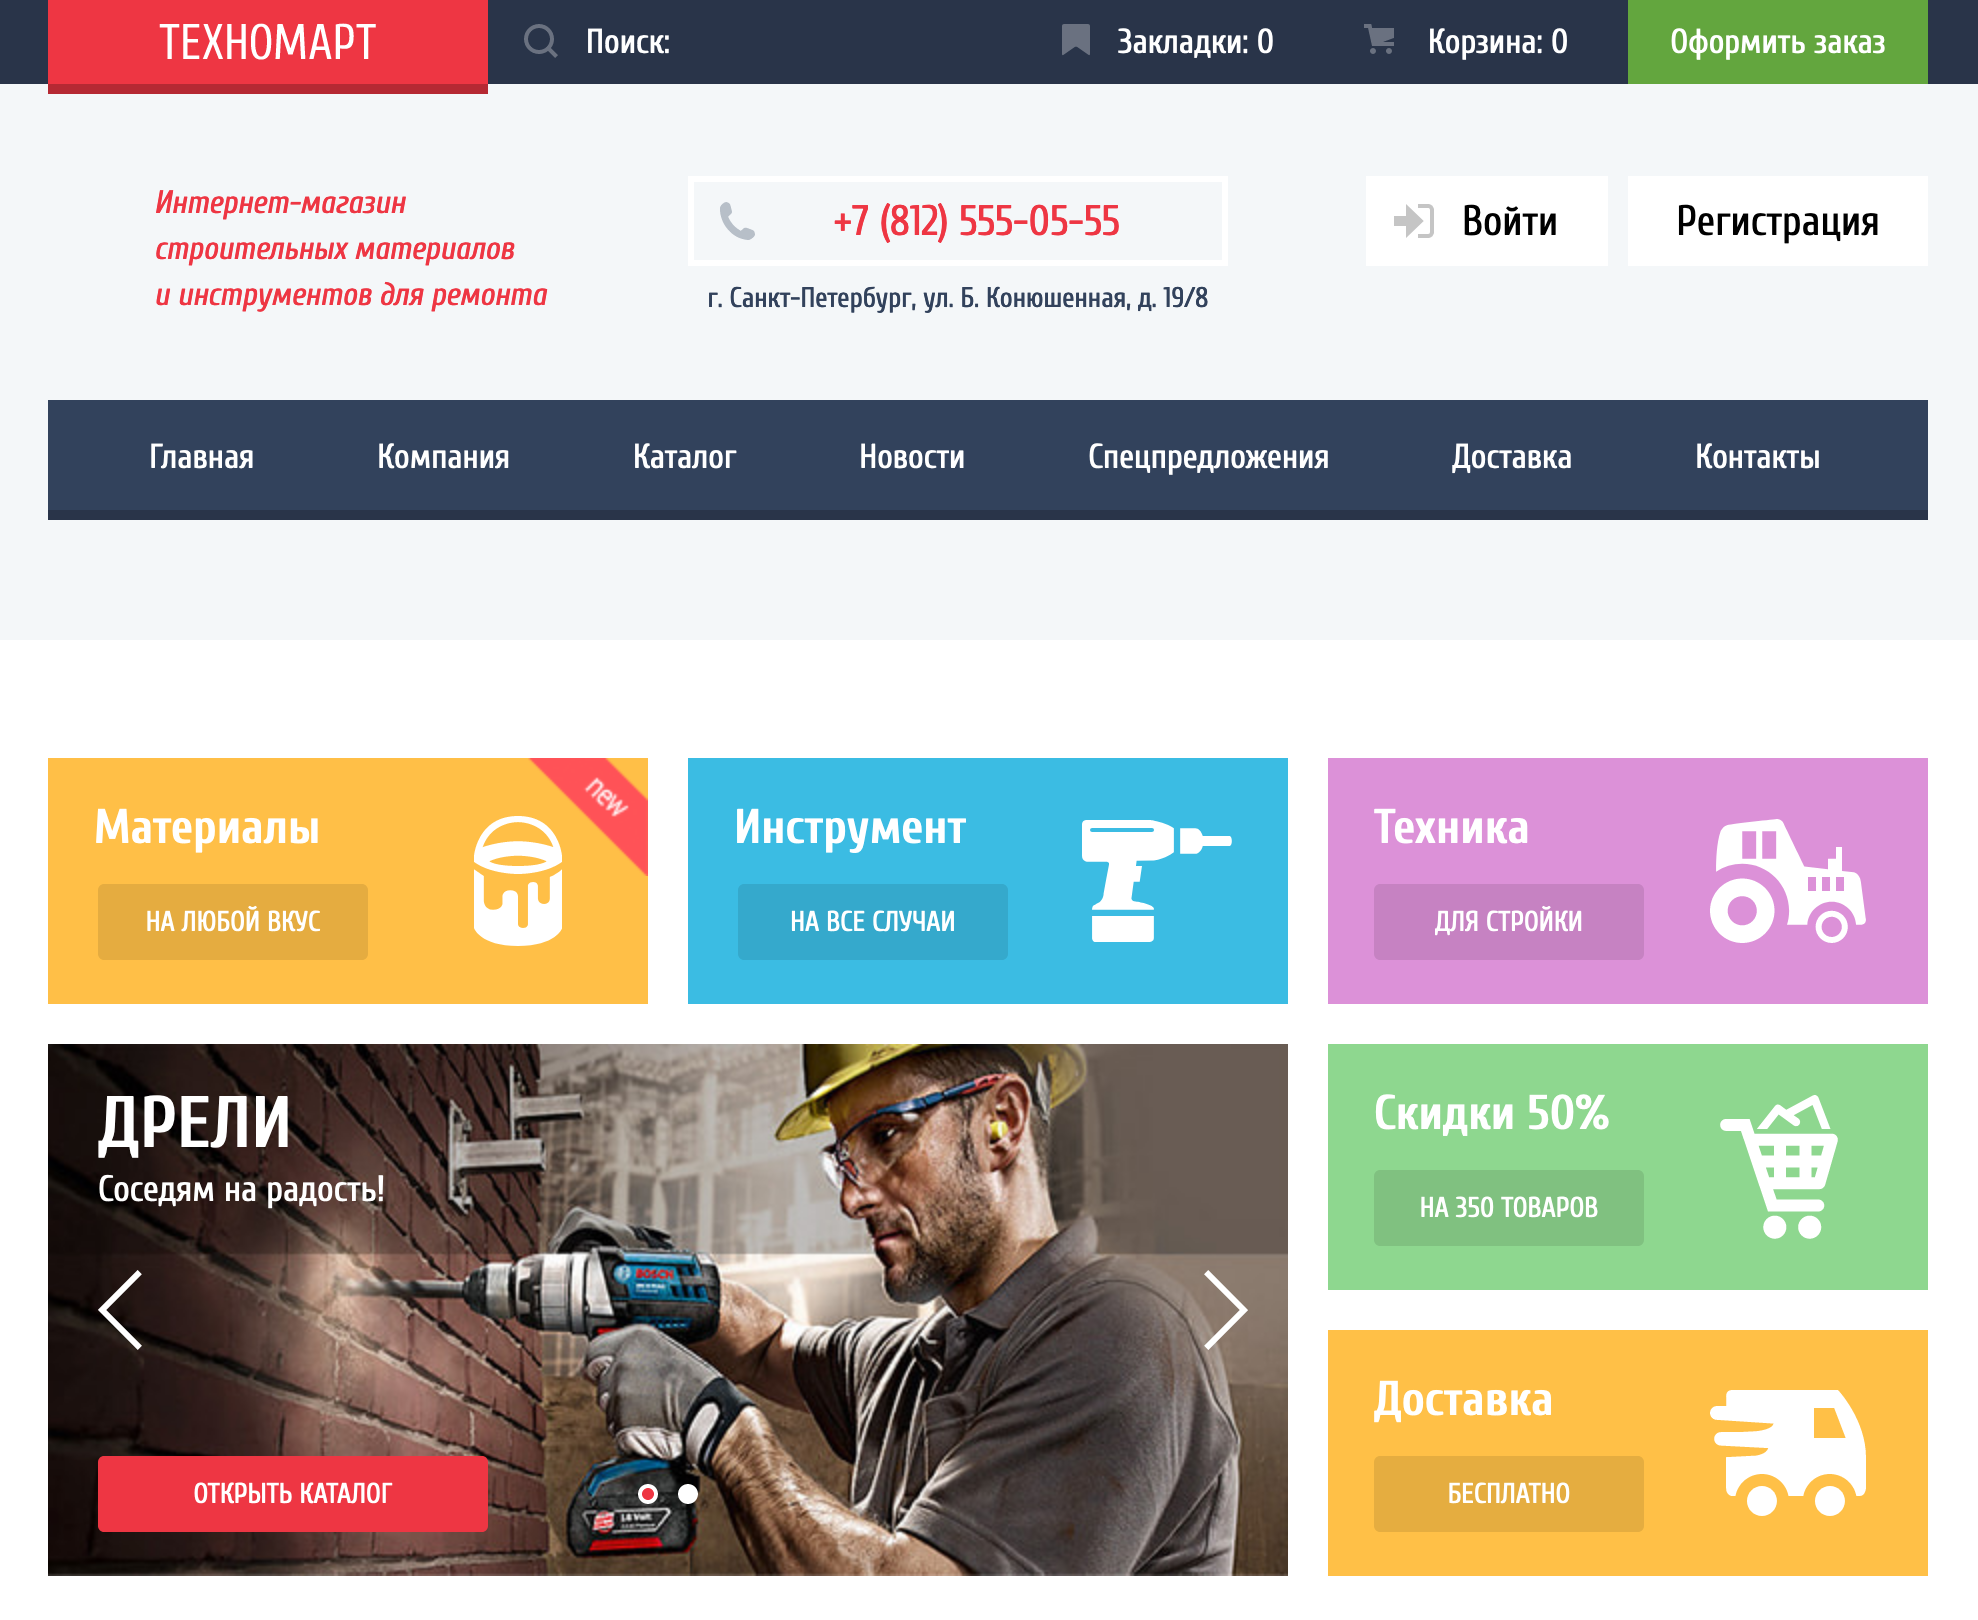 ТЕХНОМАРТ
Поиск:
Закладки: 0
Корзина: 0
Оформить заказ
Интернет-магазин
строительных материалов
и инструментов для ремонта
+7 (812) 555-05-55
г. Санкт-Петербург, ул. Б. Конюшенная, д. 19/8
Войти
Регистрация
Главная
Компания
Каталог
Новости
Спецпредложения
Доставка
Контакты
Материалы
new
НА ЛЮБОЙ ВКУС
Инструмент
НА ВСЕ СЛУЧАИ
Техника
ДЛЯ СТРОЙКИ
ДРЕЛИ
Соседям на радость!
BOSCH
ОТКРЫТЬ КАТАЛОГ
1.8 Volt
Скидки 50%
НА 350 ТОВАРОВ
Доставка
БЕСПЛАТНО